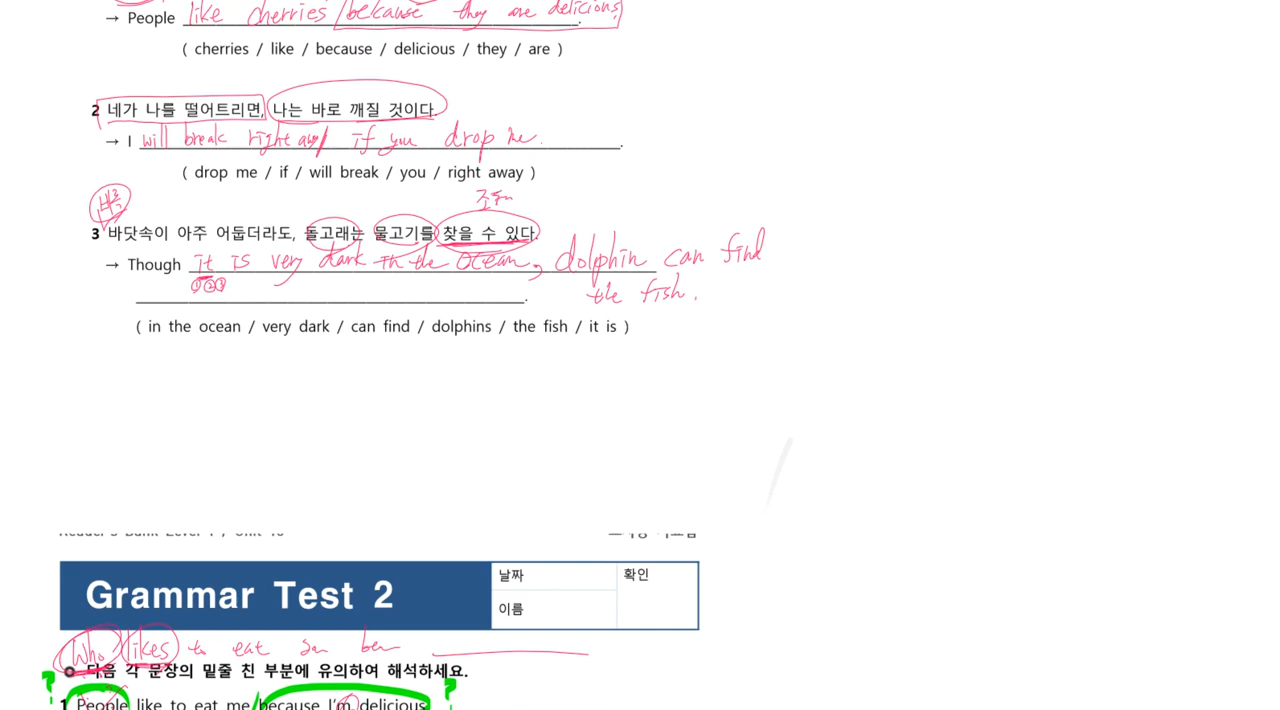 → People like cherries / because they are delicious.
( cherries / like / because / delicious / they / are )
2 네가 나를 떨어트리면, 나는 바로 깨질 것이다.
→ I will break right away / if you drop me.
( drop me / if / will break / you / right away )
3 바닷속이 아주 어둡더라도, 돌고래는 물고기를 찾을 수 있다.
→ Though it is very dark in the ocean, dolphin can find
①②③
the fish.
( in the ocean / very dark / can find / dolphins / the fish / it is )
Grammar Test 2
날짜
확인
이름
Who likes to eat
다음 각 문장의 밑줄 친 부분에 유의하여 해석하세요.
1 People like to eat me because I'm delicious.